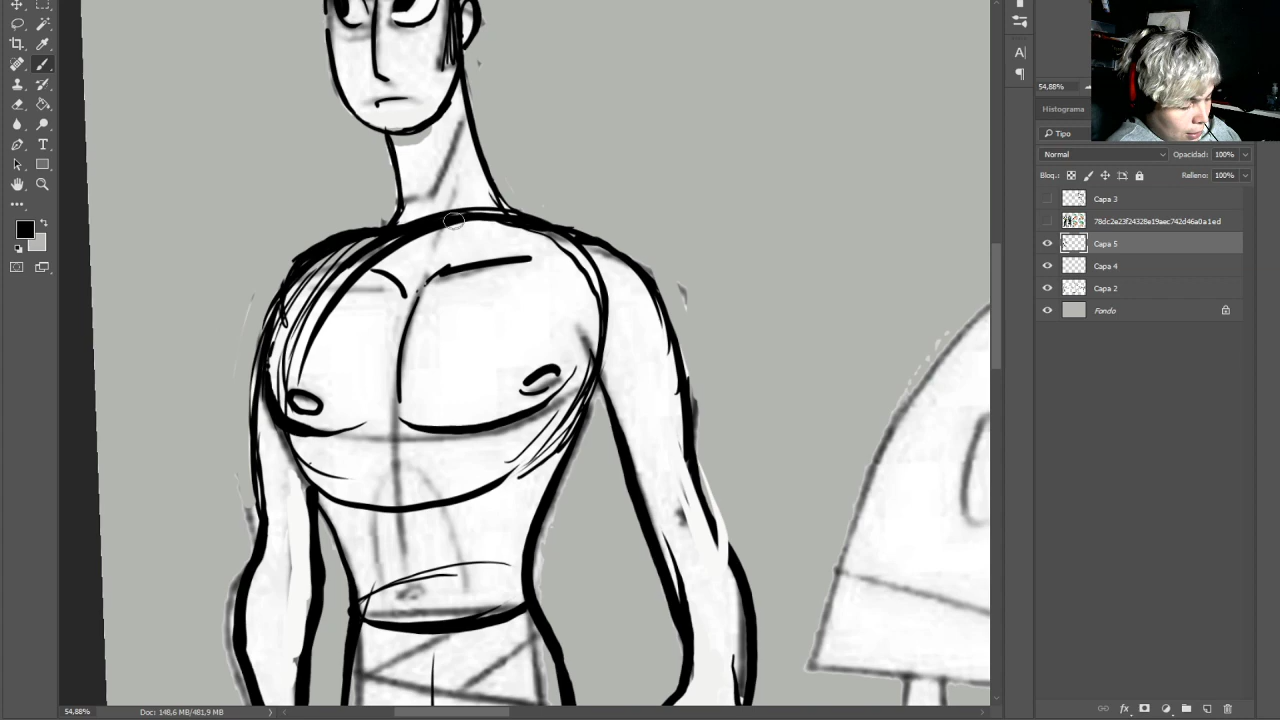 54,88%
Histograma
Tipo
Normal Opacidad: 100%
Bloq.: Relleno: 100%
Capa 3
78dc2e23f24328e19aec742d46a0a1ed
Capa 5
Capa 4
Capa 2
Fondo
fx
54,88% Doc: 148,6 MB/481,9 MB